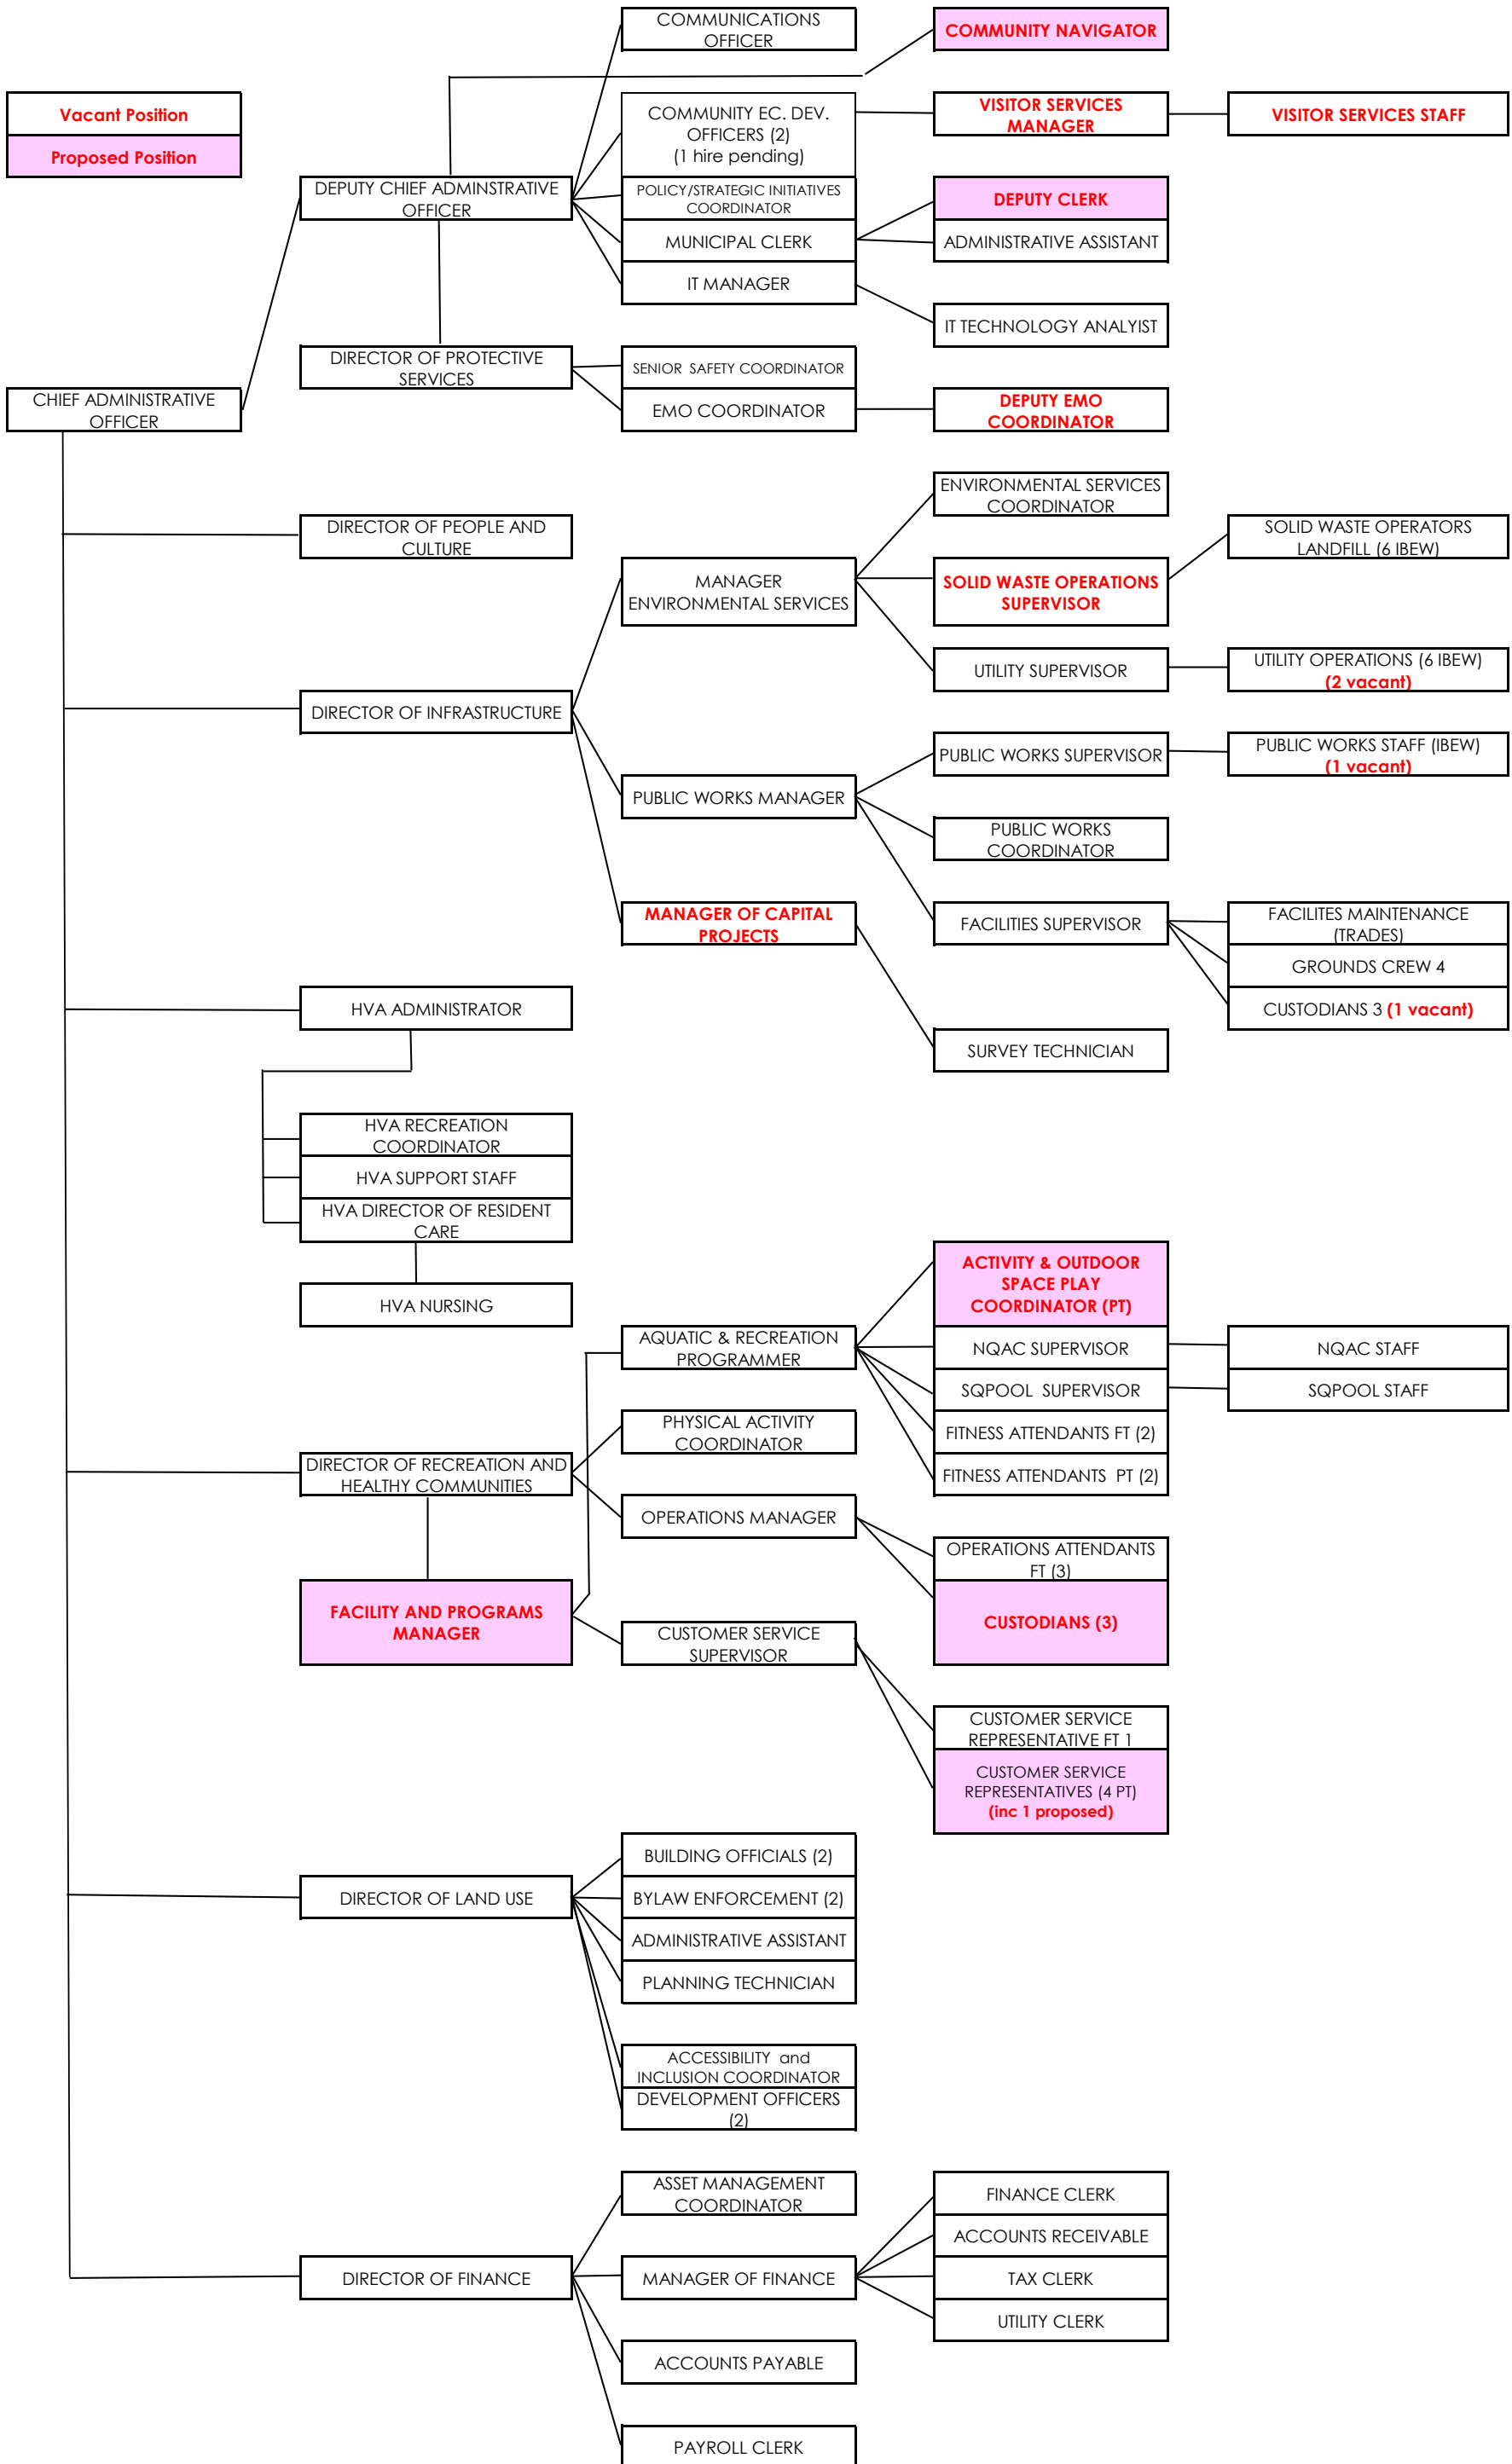 COMMUNICATIONS
OFFICER
COMMUNITY NAVIGATOR
Vacant Position
Proposed Position
COMMUNITY EC. DEV.
OFFICERS (2)
(1 hire pending)
VISITOR SERVICES
MANAGER
VISITOR SERVICES STAFF
DEPUTY CHIEF ADMINSTRATIVE
OFFICER
POLICY/STRATEGIC INITIATIVES
COORDINATOR
DEPUTY CLERK
MUNICIPAL CLERK
ADMINISTRATIVE ASSISTANT
IT MANAGER
IT TECHNOLOGY ANALYIST
DIRECTOR OF PROTECTIVE
SERVICES
SENIOR SAFETY COORDINATOR
CHIEF ADMINISTRATIVE
OFFICER
EMO COORDINATOR
DEPUTY EMO
COORDINATOR
ENVIRONMENTAL SERVICES
COORDINATOR
DIRECTOR OF PEOPLE AND
CULTURE
SOLID WASTE OPERATORS
LANDFILL (6 IBEW)
MANAGER
ENVIRONMENTAL SERVICES
SOLID WASTE OPERATIONS
SUPERVISOR
UTILITY SUPERVISOR
UTILITY OPERATIONS (6 IBEW)
(2 vacant)
DIRECTOR OF INFRASTRUCTURE
PUBLIC WORKS SUPERVISOR
PUBLIC WORKS STAFF (IBEW)
(1 vacant)
PUBLIC WORKS MANAGER
PUBLIC WORKS
COORDINATOR
MANAGER OF CAPITAL
PROJECTS
FACILITIES SUPERVISOR
FACILITES MAINTENANCE
(TRADES)
GROUNDS CREW 4
HVA ADMINISTRATOR
CUSTODIANS 3 (1 vacant)
SURVEY TECHNICIAN
HVA RECREATION
COORDINATOR
HVA SUPPORT STAFF
HVA DIRECTOR OF RESIDENT
CARE
HVA NURSING
ACTIVITY & OUTDOOR
SPACE PLAY
COORDINATOR (PT)
AQUATIC & RECREATION
PROGRAMMER
NQAC SUPERVISOR
NQAC STAFF
SQPOOL SUPERVISOR
SQPOOL STAFF
PHYSICAL ACTIVITY
COORDINATOR
FITNESS ATTENDANTS FT (2)
DIRECTOR OF RECREATION AND
HEALTHY COMMUNITIES
FITNESS ATTENDANTS PT (2)
OPERATIONS MANAGER
OPERATIONS ATTENDANTS
FT (3)
FACILITY AND PROGRAMS
MANAGER
CUSTODIANS (3)
CUSTOMER SERVICE
SUPERVISOR
CUSTOMER SERVICE
REPRESENTATIVE FT 1
CUSTOMER SERVICE
REPRESENTATIVES (4 PT)
(inc 1 proposed)
BUILDING OFFICIALS (2)
DIRECTOR OF LAND USE
BYLAW ENFORCEMENT (2)
ADMINISTRATIVE ASSISTANT
PLANNING TECHNICIAN
ACCESSIBILITY and
INCLUSION COORDINATOR
DEVELOPMENT OFFICERS
(2)
ASSET MANAGEMENT
COORDINATOR
FINANCE CLERK
ACCOUNTS RECEIVABLE
DIRECTOR OF FINANCE
MANAGER OF FINANCE
TAX CLERK
UTILITY CLERK
ACCOUNTS PAYABLE
PAYROLL CLERK